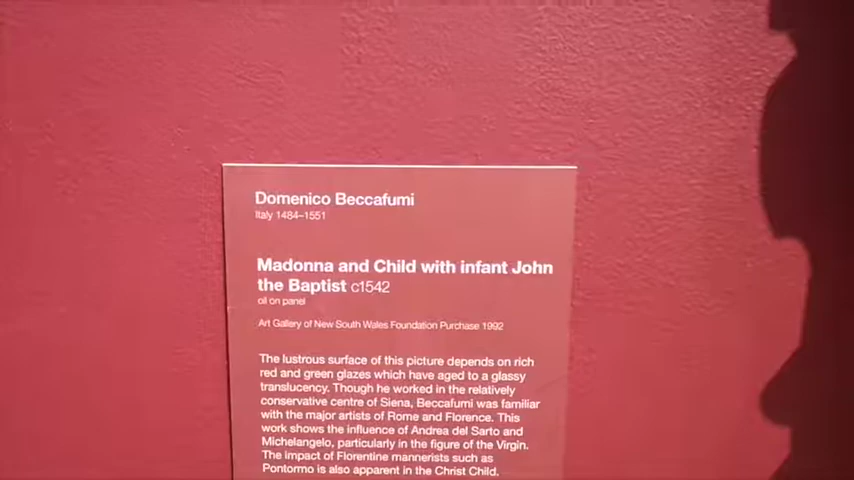 Domenico Beccafumi
Italy 1484–1551
Madonna and Child with infant John
the Baptist c1542
oil on panel
Art Gallery of New South Wales Foundation Purchase 1992
The lustrous surface of this picture depends on rich
red and green glazes which have aged to a glassy
translucency. Though he worked in the relatively
conservative centre of Siena, Beccafumi was familiar
with the major artists of Rome and Florence. This
work shows the influence of Andrea del Sarto and
Michelangelo, particularly in the figure of the Virgin.
The impact of Florentine mannerists such as
Pontormo is also apparent in the Christ Child.